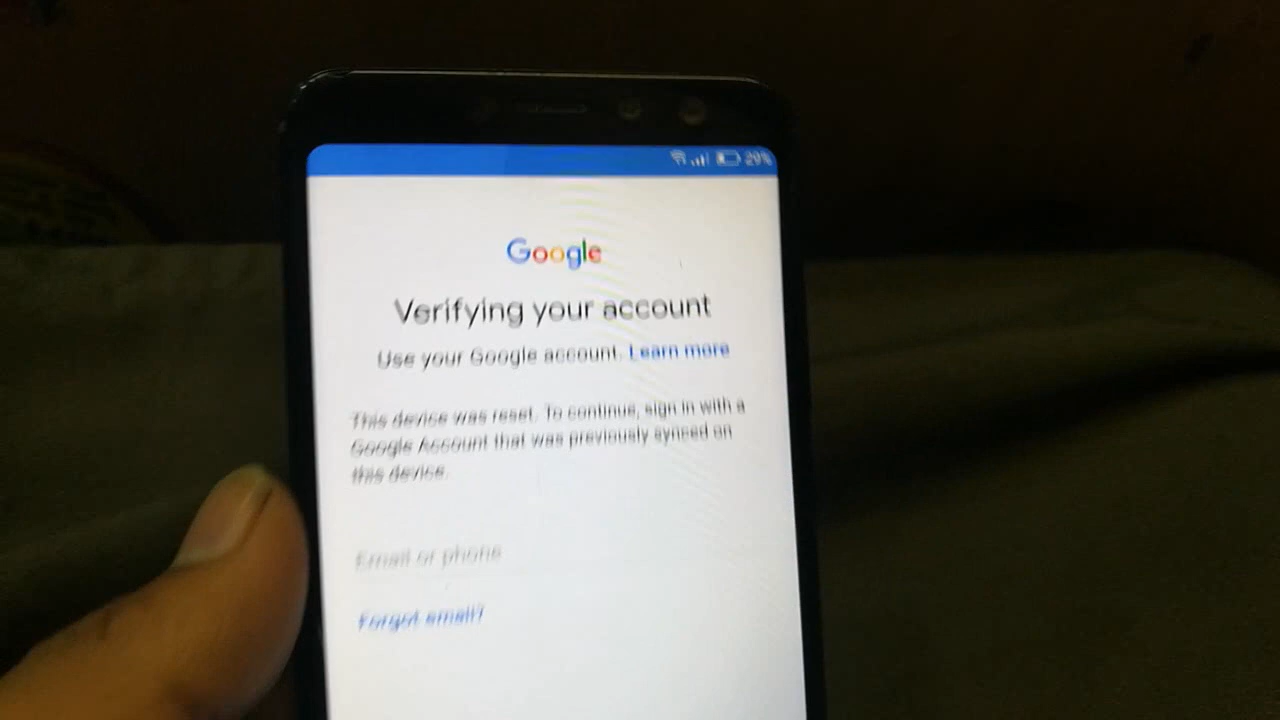 29%
Google
Verifying your account
Use your Google account. Learn more
This device was reset. To continue, sign in with a
Google Account that was previously synced on
this device.
Email or phone
Forgot email?